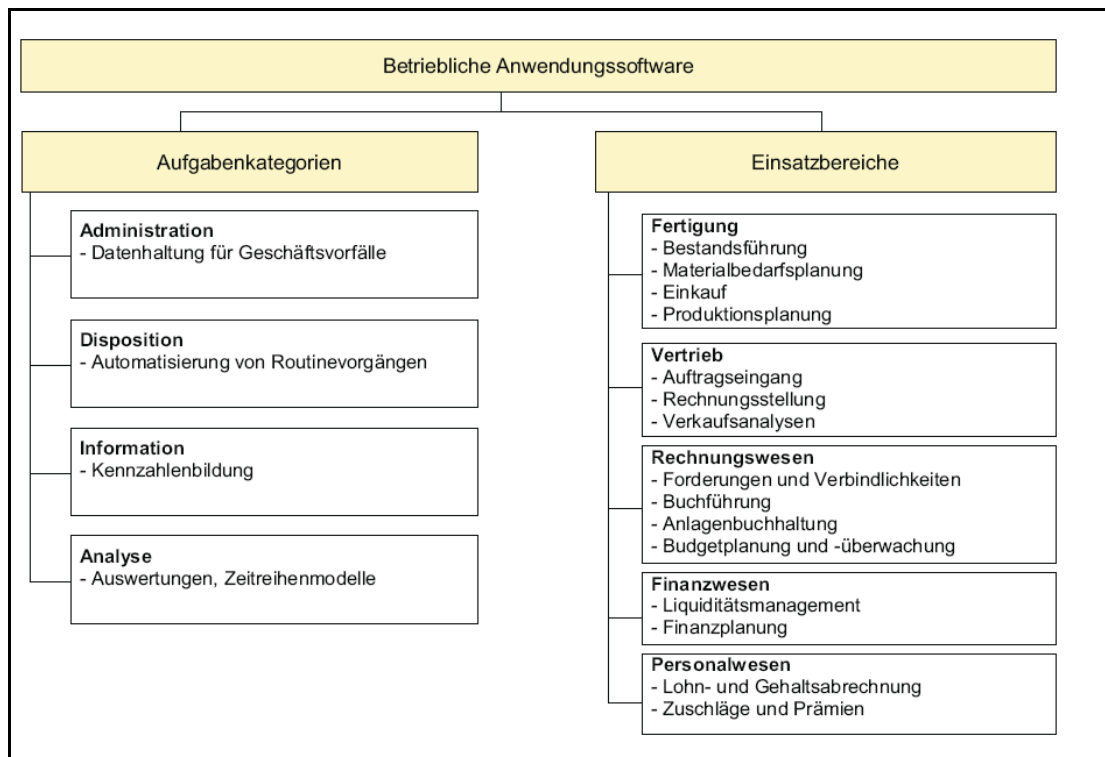 Betriebliche Anwendungssoftware
Aufgabenkategorien
Administration
- Datenhaltung für Geschäftsvorfälle
Disposition
- Automatisierung von Routinevorgängen
Information
- Kennzahlenbildung
Analyse
- Auswertungen, Zeitreihenmodelle
Einsatzbereiche
Fertigung
- Bestandsführung
- Materialbedarfsplanung
- Einkauf
- Produktionsplanung
Vertrieb
- Auftragseingang
- Rechnungsstellung
- Verkaufsanalysen
Rechnungswesen
- Forderungen und Verbindlichkeiten
- Buchführung
- Anlagenbuchhaltung
- Budgetplanung und -überwachung
Finanzwesen
- Liquiditätsmanagement
- Finanzplanung
Personalwesen
- Lohn- und Gehaltsabrechnung
- Zuschläge und Prämien